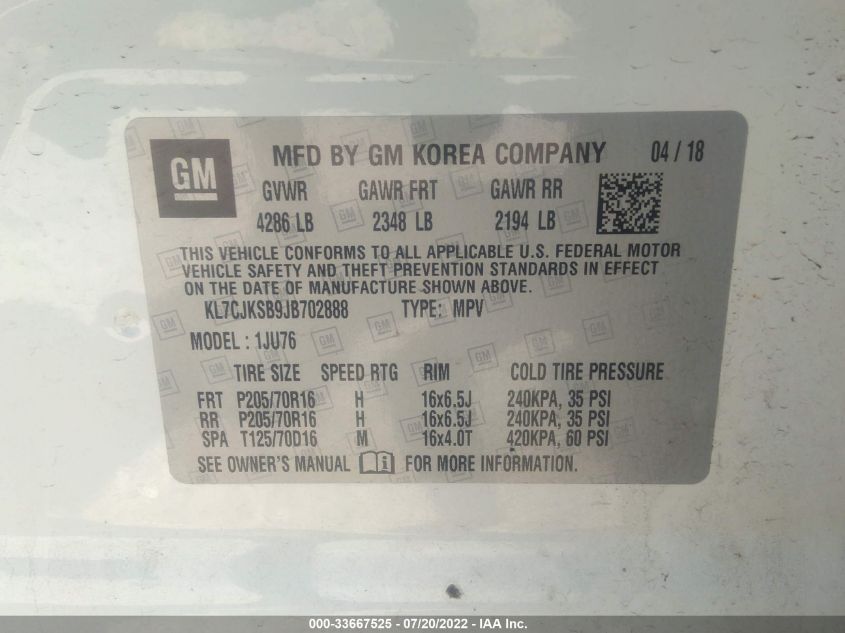 GM
MFD BY GM KOREA COMPANY 04 / 18
GVWR GAWR FRT GAWR RR
4286 LB 2348 LB 2194 LB
THIS VEHICLE CONFORMS TO ALL APPLICABLE U.S. FEDERAL MOTOR
VEHICLE SAFETY AND THEFT PREVENTION STANDARDS IN EFFECT
ON THE DATE OF MANUFACTURE SHOWN ABOVE.
KL7CJKSB9JB702888 TYPE: MPV
MODEL : 1JU76
TIRE SIZE SPEED RTG RIM COLD TIRE PRESSURE
FRT P205/70R16 H 16x6.5J 240KPA, 35 PSI
RR P205/70R16 H 16x6.5J 240KPA, 35 PSI
SPA T125/70D16 M 16x4.0T 420KPA, 60 PSI
SEE OWNER'S MANUAL i FOR MORE INFORMATION.
000-33667525 - 07/20/2022 - IAA Inc.